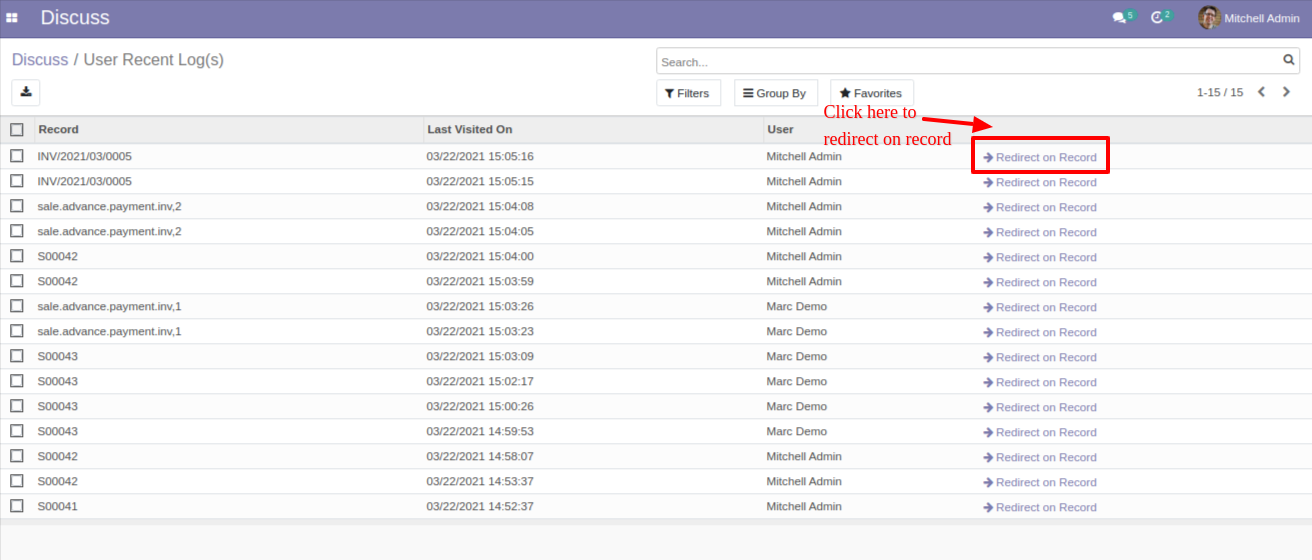 Discuss 5 2 Mitchell Admin
Discuss / User Recent Log(s) Search...
Filters Group By Favorites 1-15 / 15
Click here to
redirect on record
Record Last Visited On User
INV/2021/03/0005 03/22/2021 15:05:16 Mitchell Admin Redirect on Record
INV/2021/03/0005 03/22/2021 15:05:15 Mitchell Admin Redirect on Record
sale.advance.payment.inv,2 03/22/2021 15:04:08 Mitchell Admin Redirect on Record
sale.advance.payment.inv,2 03/22/2021 15:04:05 Mitchell Admin Redirect on Record
S00042 03/22/2021 15:04:00 Mitchell Admin Redirect on Record
S00042 03/22/2021 15:03:59 Mitchell Admin Redirect on Record
sale.advance.payment.inv,1 03/22/2021 15:03:26 Marc Demo Redirect on Record
sale.advance.payment.inv,1 03/22/2021 15:03:23 Marc Demo Redirect on Record
S00043 03/22/2021 15:03:09 Marc Demo Redirect on Record
S00043 03/22/2021 15:02:17 Marc Demo Redirect on Record
S00043 03/22/2021 15:00:26 Marc Demo Redirect on Record
S00043 03/22/2021 14:59:53 Marc Demo Redirect on Record
S00042 03/22/2021 14:58:07 Mitchell Admin Redirect on Record
S00042 03/22/2021 14:53:37 Mitchell Admin Redirect on Record
S00041 03/22/2021 14:52:37 Mitchell Admin Redirect on Record